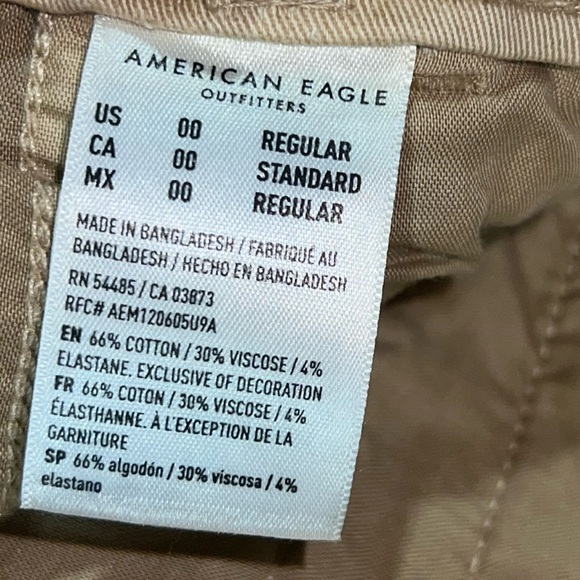 AMERICAN EAGLE
OUTFITTERS
US 00 REGULAR
CA 00 STANDARD
MX 00 REGULAR
MADE IN BANGLADESH / FABRIQUÉ AU
BANGLADESH / HECHO EN BANGLADESH
RN 54485 / CA 03873
RFC# AEM120605U9A
EN 66% COTTON / 30% VISCOSE / 4%
ELASTANE. EXCLUSIVE OF DECORATION
FR 66% COTON / 30% VISCOSE / 4%
ÉLASTHANNE. À L'EXCEPTION DE LA
GARNITURE
SP 66% algodón / 30% viscosa / 4%
elastano